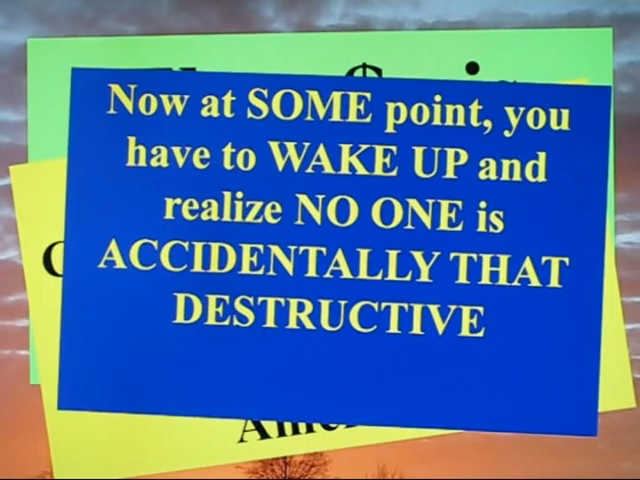 Now at SOME point, you
have to WAKE UP and
realize NO ONE is
ACCIDENTALLY THAT
DESTRUCTIVE